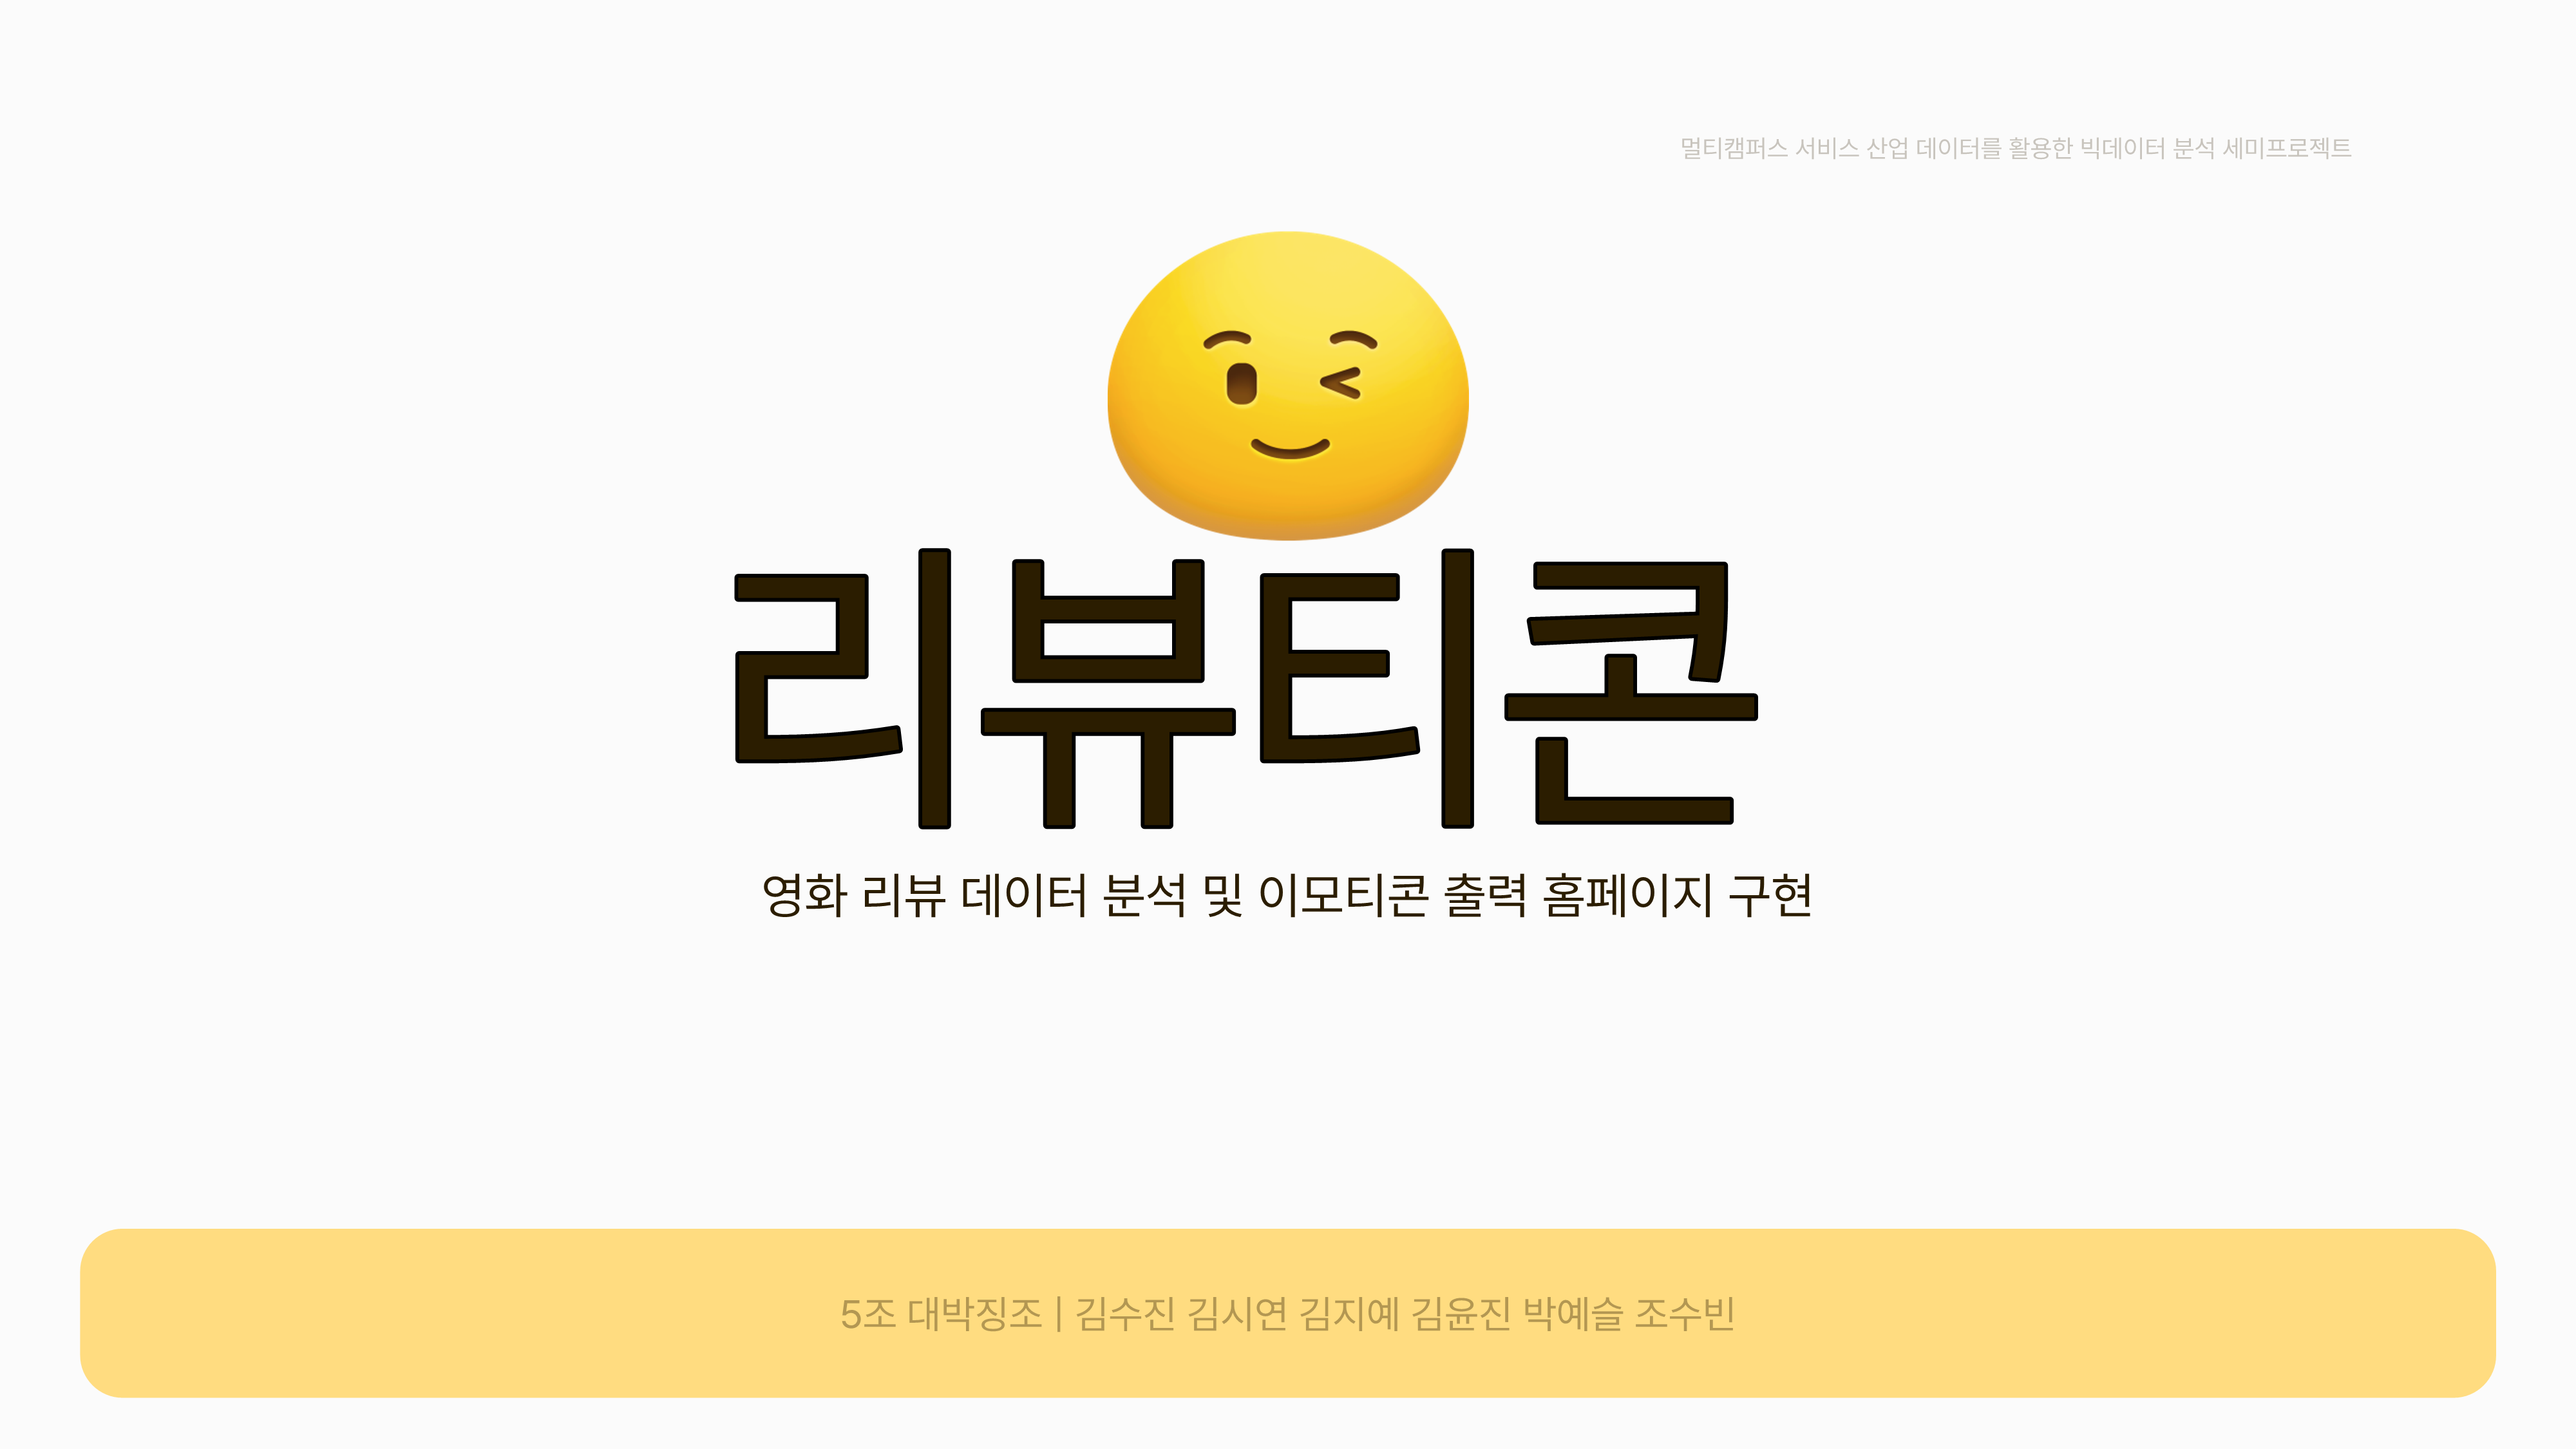 멀티캠퍼스 서비스 산업 데이터를 활용한 빅데이터 분석 세미프로젝트
리뷰티콘
영화 리뷰 데이터 분석 및 이모티콘 출력 홈페이지 구현
5조 대박징조 | 김수진 김시연 김지예 김윤진 박예슬 조수빈